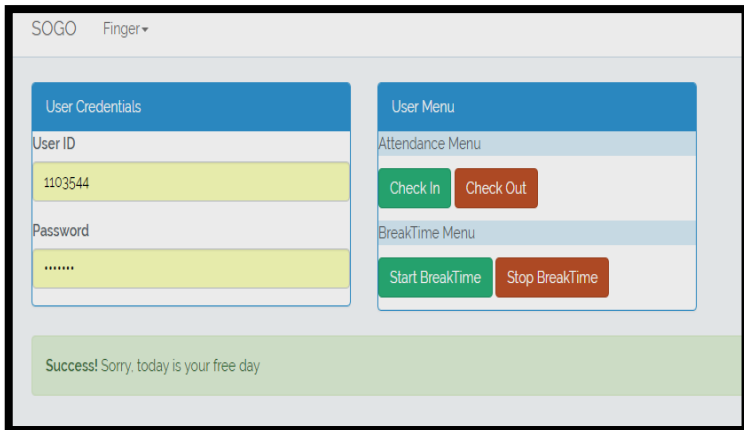 SOGO Finger
User Credentials
User ID
1103544
Password
•••••••
User Menu
Attendance Menu
Check In Check Out
BreakTime Menu
Start BreakTime Stop BreakTime
Success! Sorry, today is your free day